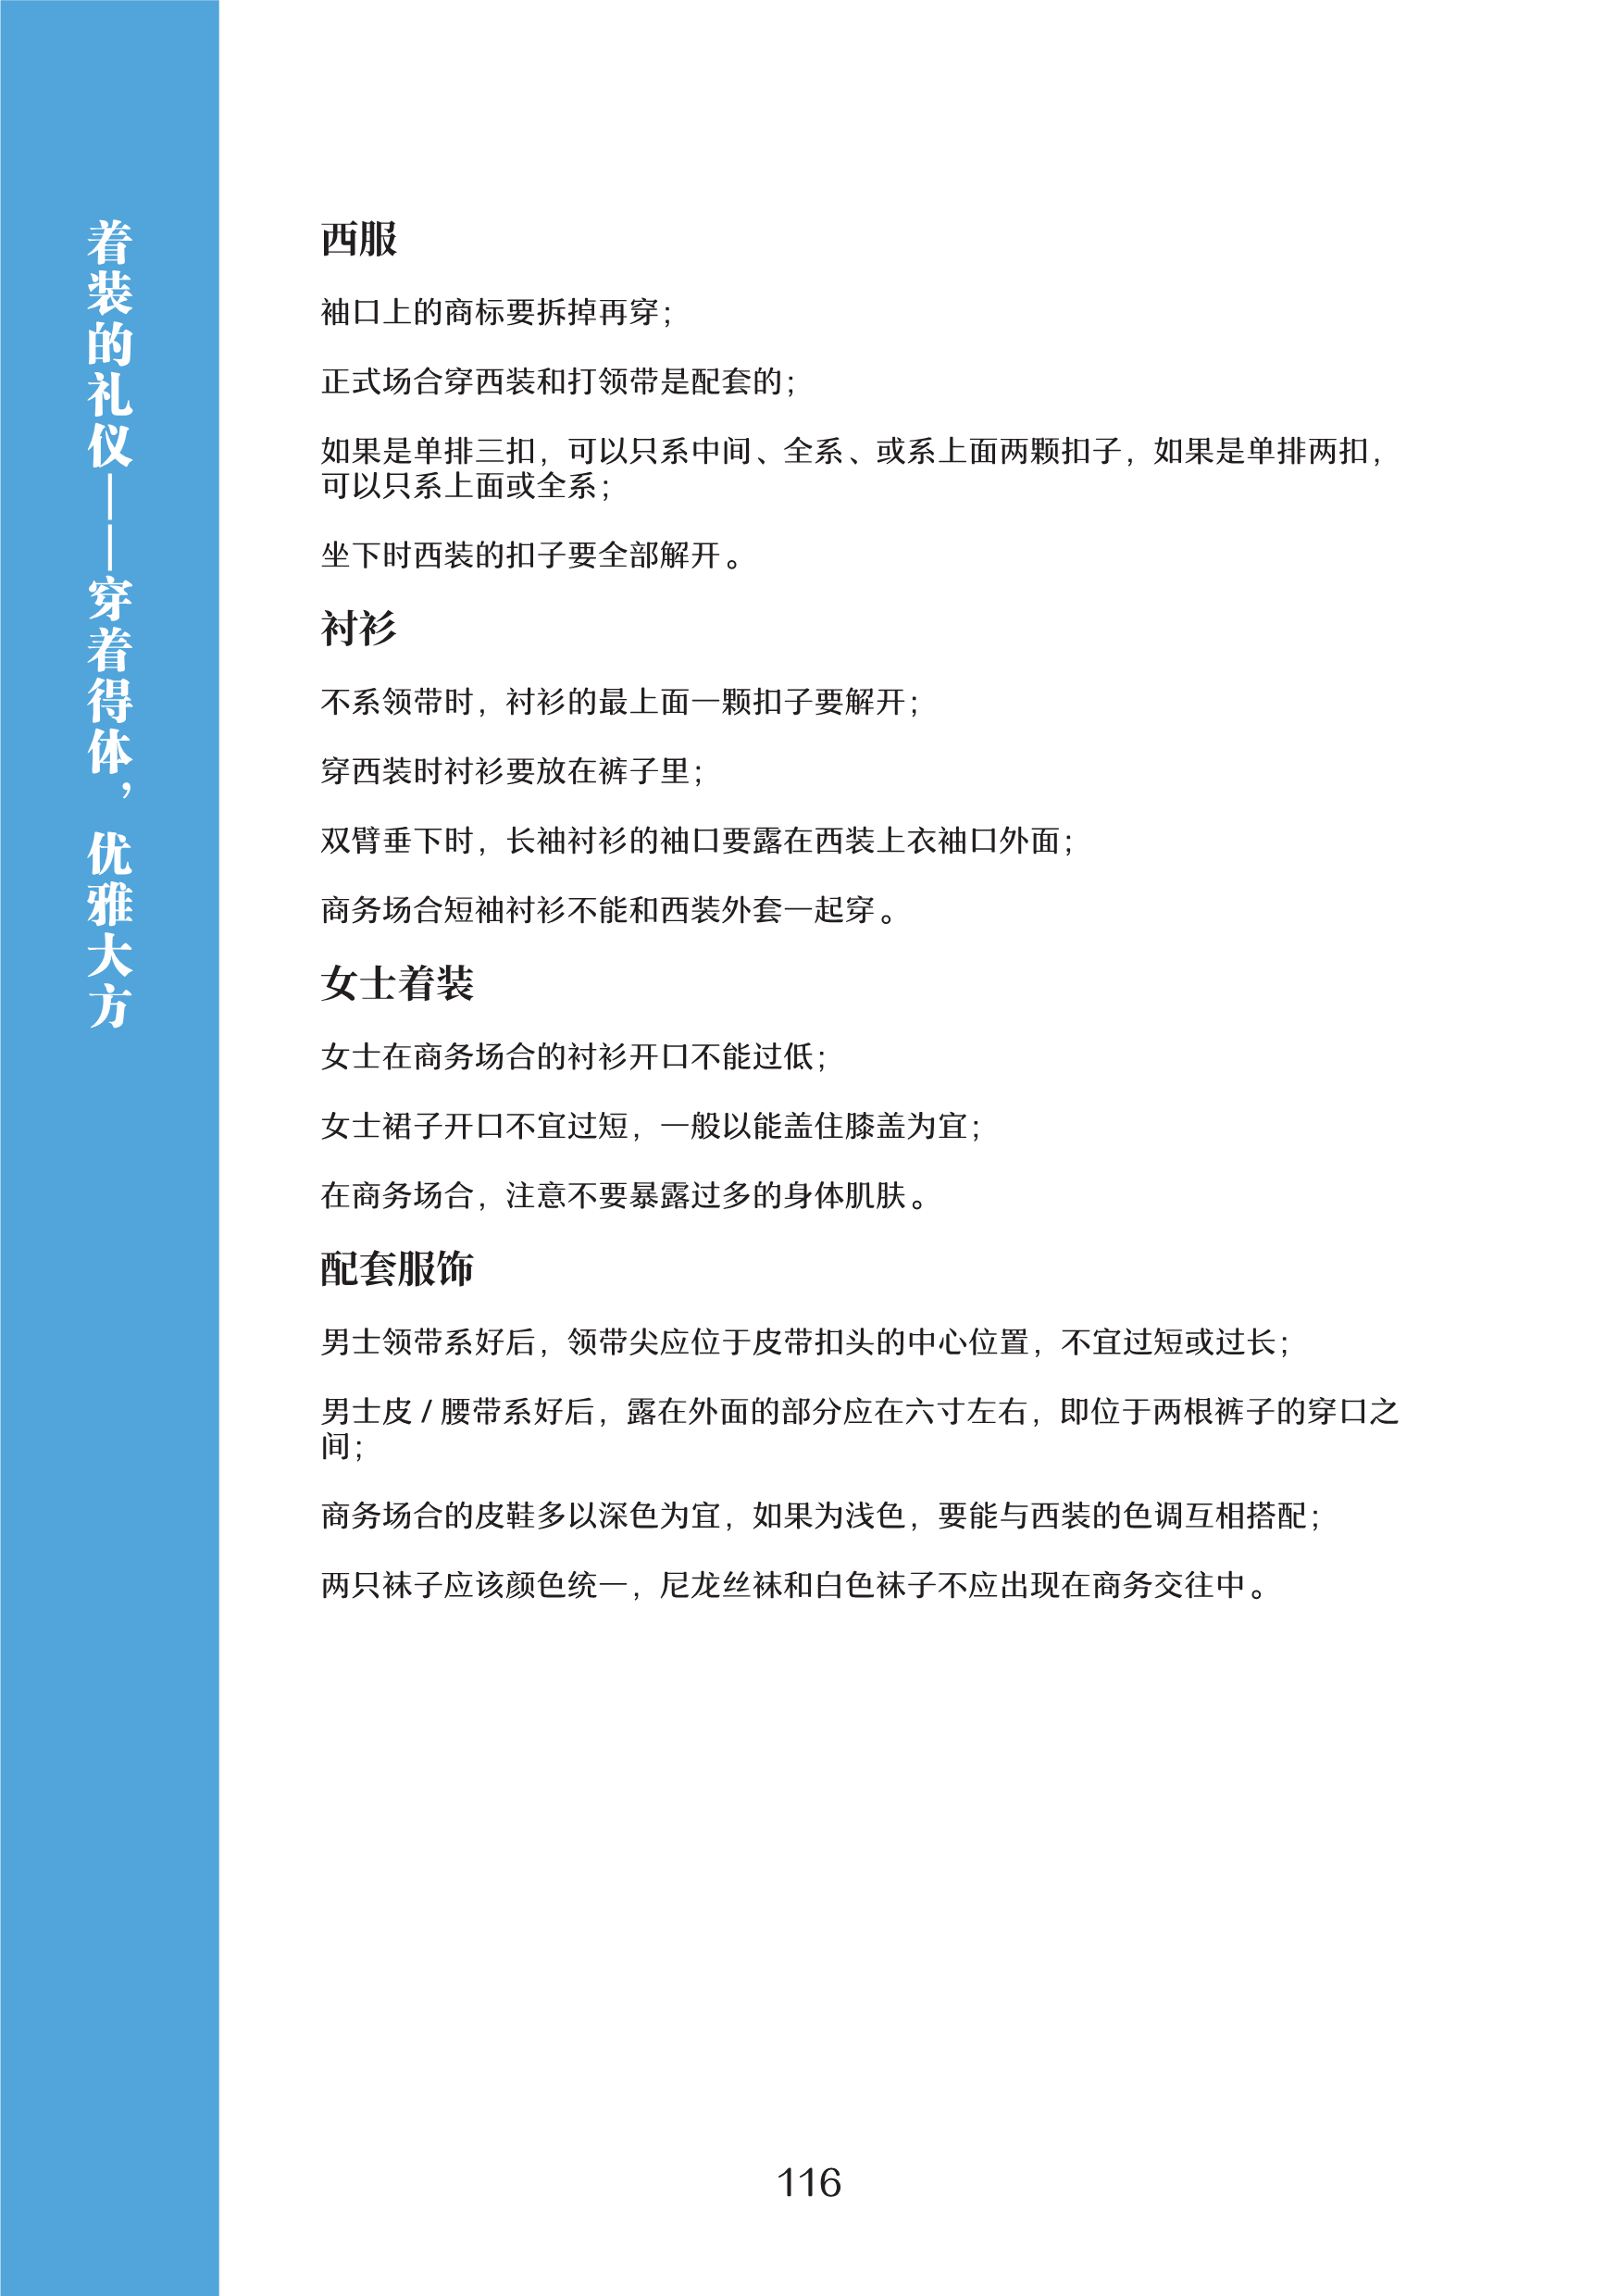 着装的礼仪——穿着得体，优雅大方
西服
袖口上的商标要拆掉再穿；
正式场合穿西装和打领带是配套的；
如果是单排三扣，可以只系中间、全系、或系上面两颗扣子，如果是单排两扣，
可以只系上面或全系；
坐下时西装的扣子要全部解开。
衬衫
不系领带时，衬衫的最上面一颗扣子要解开；
穿西装时衬衫要放在裤子里；
双臂垂下时，长袖衬衫的袖口要露在西装上衣袖口外面；
商务场合短袖衬衫不能和西装外套一起穿。
女士着装
女士在商务场合的衬衫开口不能过低；
女士裙子开口不宜过短，一般以能盖住膝盖为宜；
在商务场合，注意不要暴露过多的身体肌肤。
配套服饰
男士领带系好后，领带尖应位于皮带扣头的中心位置，不宜过短或过长；
男士皮 / 腰带系好后，露在外面的部分应在六寸左右，即位于两根裤子的穿口之
间；
商务场合的皮鞋多以深色为宜，如果为浅色，要能与西装的色调互相搭配；
两只袜子应该颜色统一，尼龙丝袜和白色袜子不应出现在商务交往中。
116